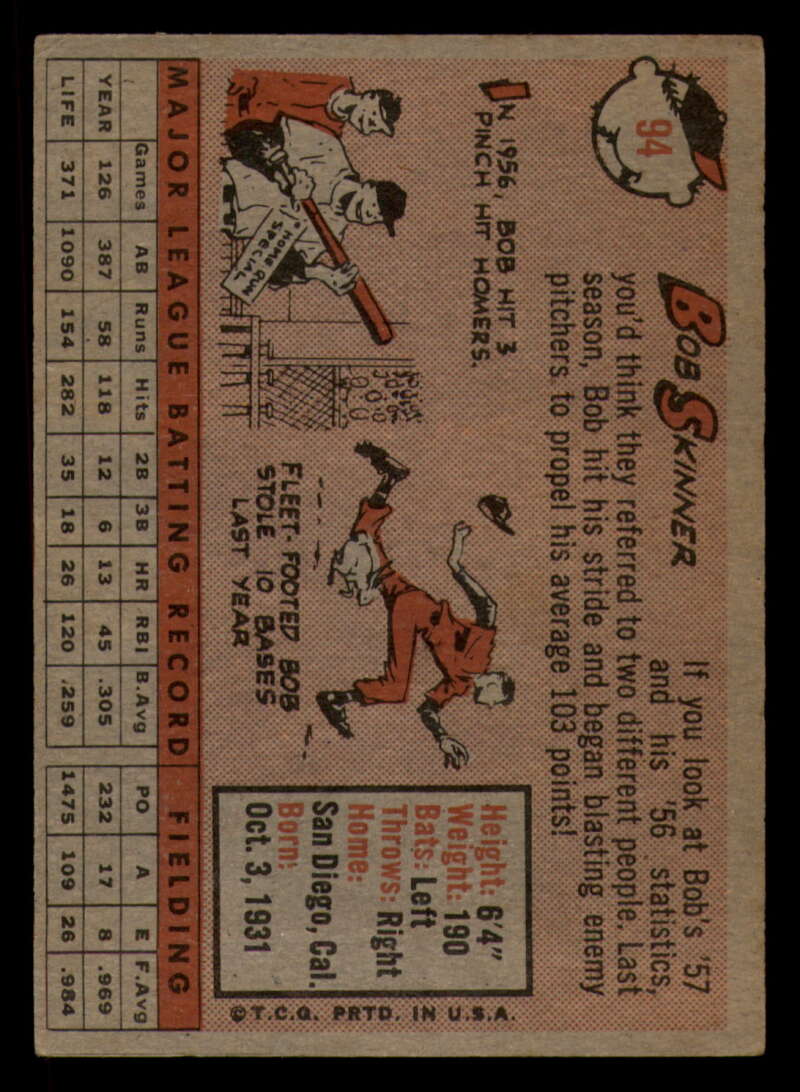 94
BOB SKINNER
If you look at Bob's '57
and his '56 statistics,
you'd think they referred to two different people. Last
season, Bob hit his stride and began blasting enemy
pitchers to propel his average 103 points!
IN 1956, BOB HIT 3
PINCH HIT HOMERS.
"HOME RUN
SPECIAL"
FLEET-FOOTED BOB
STOLE 10 BASES
LAST YEAR
Height: 6'4"
Weight: 190
Bats: Left
Throws: Right
Home:
San Diego, Cal.
Born:
Oct. 3, 1931
©T.C.G. PRTD. IN U.S.A.
MAJOR LEAGUE BATTING RECORD FIELDING
Games AB Runs Hits 2B 3B HR RBI B.Avg PO A E F.Avg
YEAR 126 387 58 118 12 6 13 45 .305 232 17 8 .969
LIFE 371 1090 154 282 35 18 26 120 .259 1475 109 26 .984